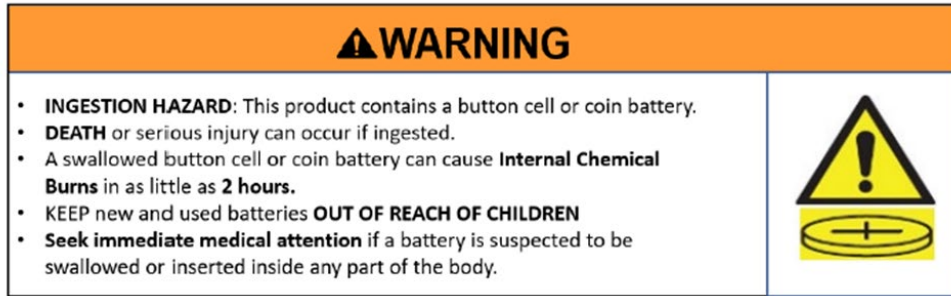 WARNING
• INGESTION HAZARD: This product contains a button cell or coin battery.
• DEATH or serious injury can occur if ingested.
• A swallowed button cell or coin battery can cause Internal Chemical
Burns in as little as 2 hours.
• KEEP new and used batteries OUT OF REACH OF CHILDREN
• Seek immediate medical attention if a battery is suspected to be
swallowed or inserted inside any part of the body.